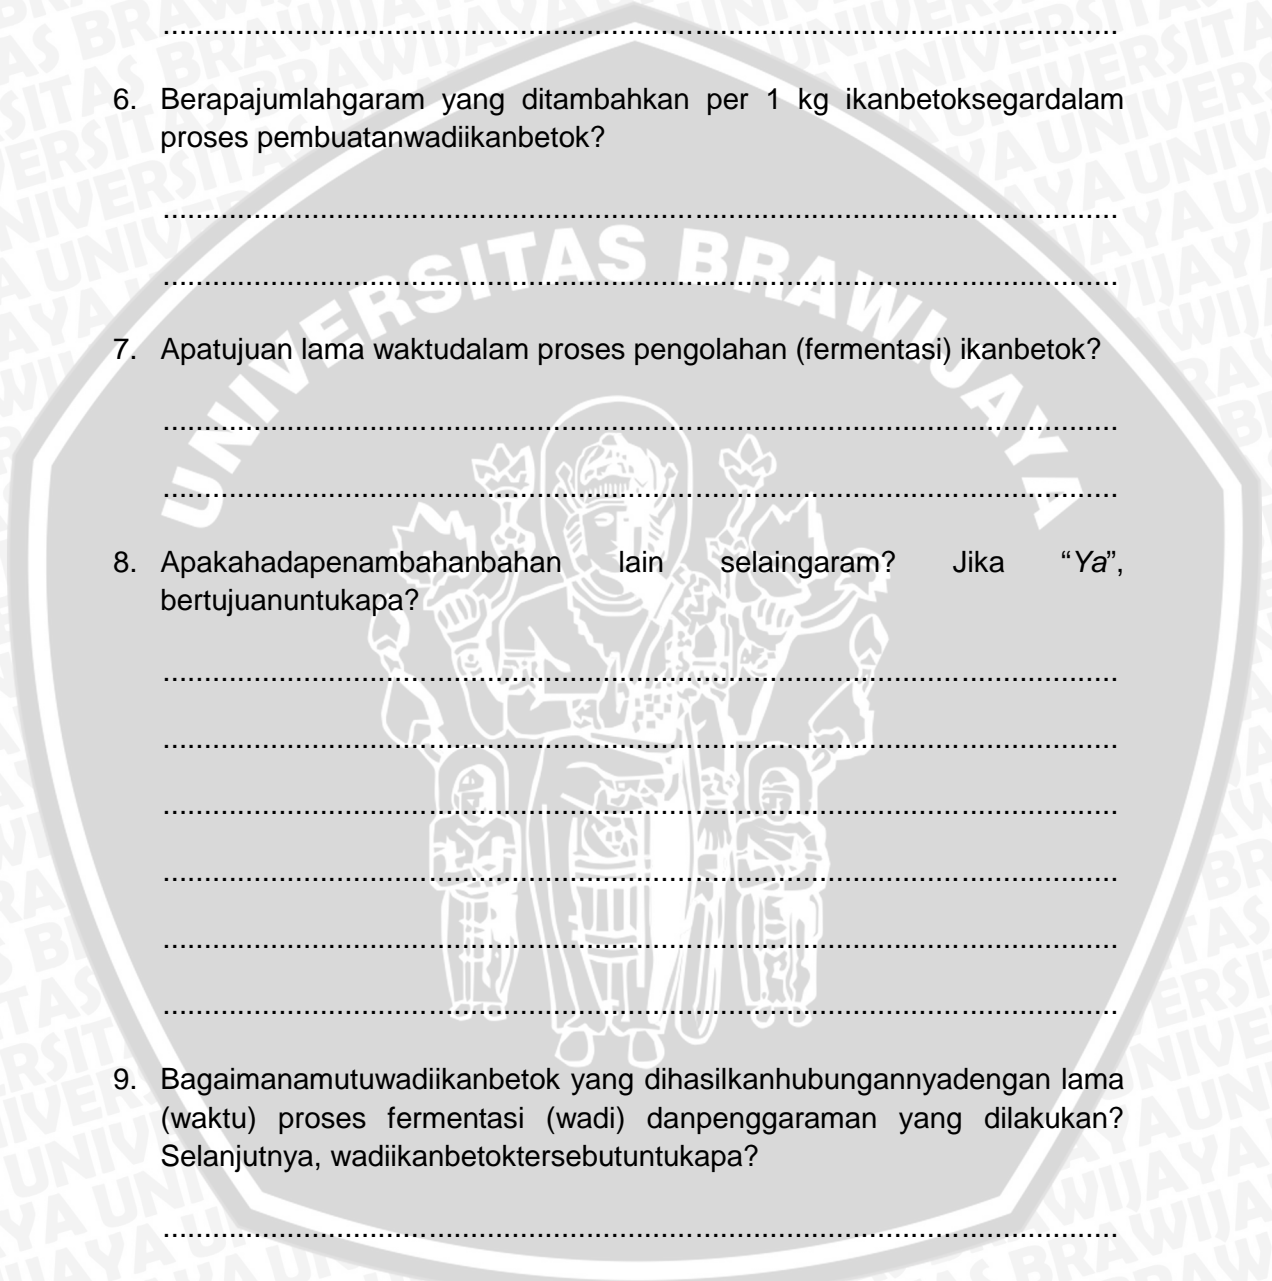 ................................................................................................................
6. Berapajumlahgaram yang ditambahkan per 1 kg ikanbetoksegardalam
proses pembuatanwadiikanbetok?
................................................................................................................
................................................................................................................
7. Apatujuan lama waktudalam proses pengolahan (fermentasi) ikanbetok?
................................................................................................................
................................................................................................................
8. Apakahadapenambahanbahan lain selaingaram? Jika “Ya”,
bertujuanuntukapa?
................................................................................................................
................................................................................................................
................................................................................................................
................................................................................................................
................................................................................................................
................................................................................................................
9. Bagaimanamutuwadiikanbetok yang dihasilkanhubungannyadengan lama
(waktu) proses fermentasi (wadi) danpenggaraman yang dilakukan?
Selanjutnya, wadiikanbetoktersebutuntukapa?
................................................................................................................
UNIVERSITAS BRAWIJAYA